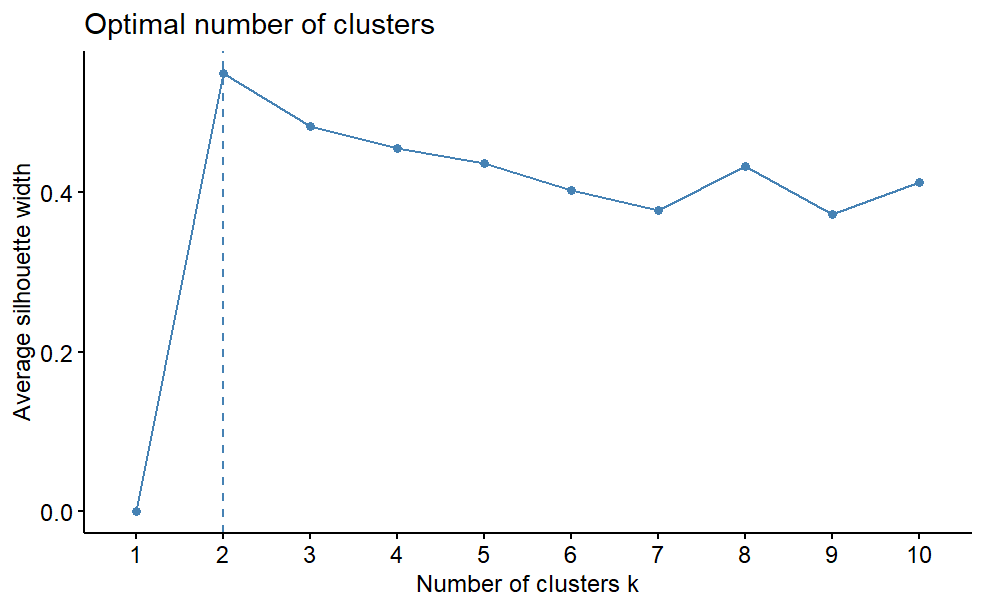 Optimal number of clusters
Average silhouette width
0.4
0.2
0.0
1 2 3 4 5 6 7 8 9 10
Number of clusters k